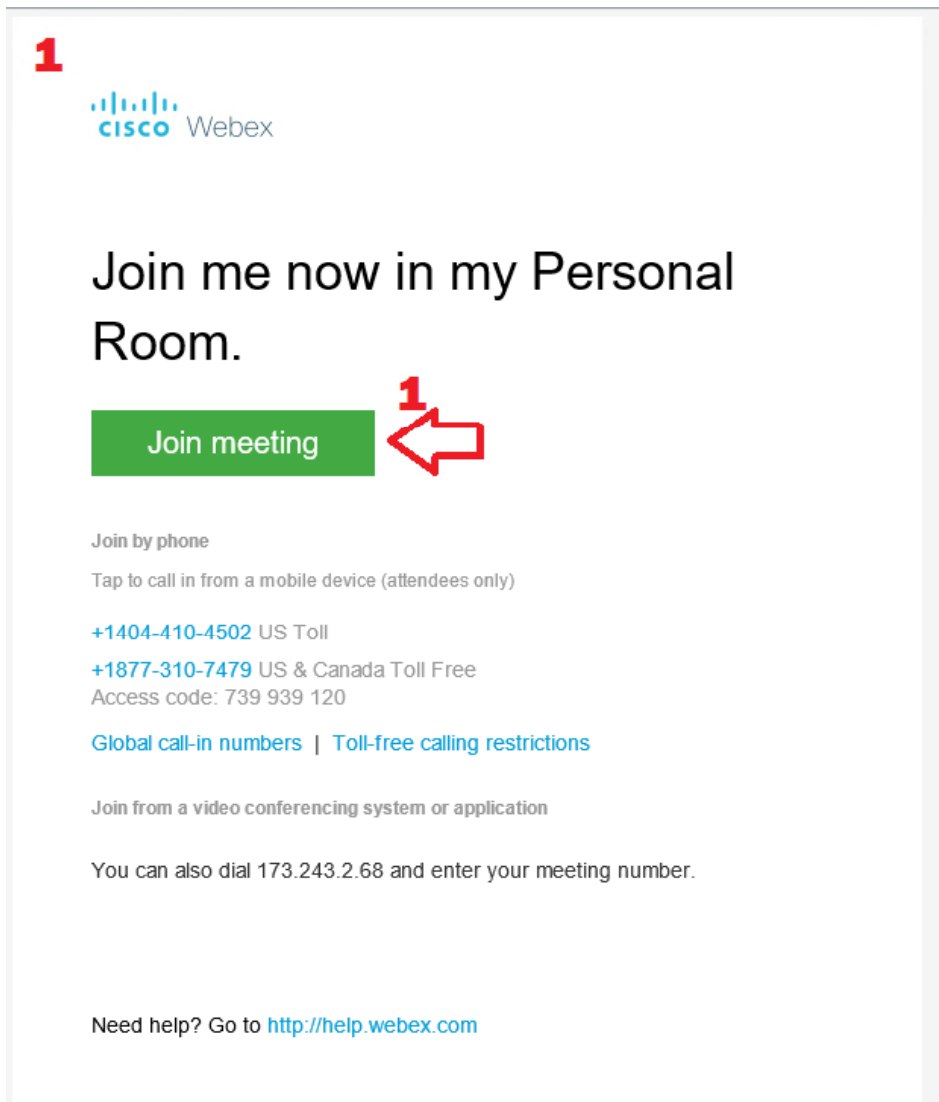 1
CISCO Webex
Join me now in my Personal
Room.
1
Join meeting
Join by phone
Tap to call in from a mobile device (attendees only)
+1404-410-4502 US Toll
+1877-310-7479 US & Canada Toll Free
Access code: 739 939 120
Global call-in numbers | Toll-free calling restrictions
Join from a video conferencing system or application
You can also dial 173.243.2.68 and enter your meeting number.
Need help? Go to http://help.webex.com